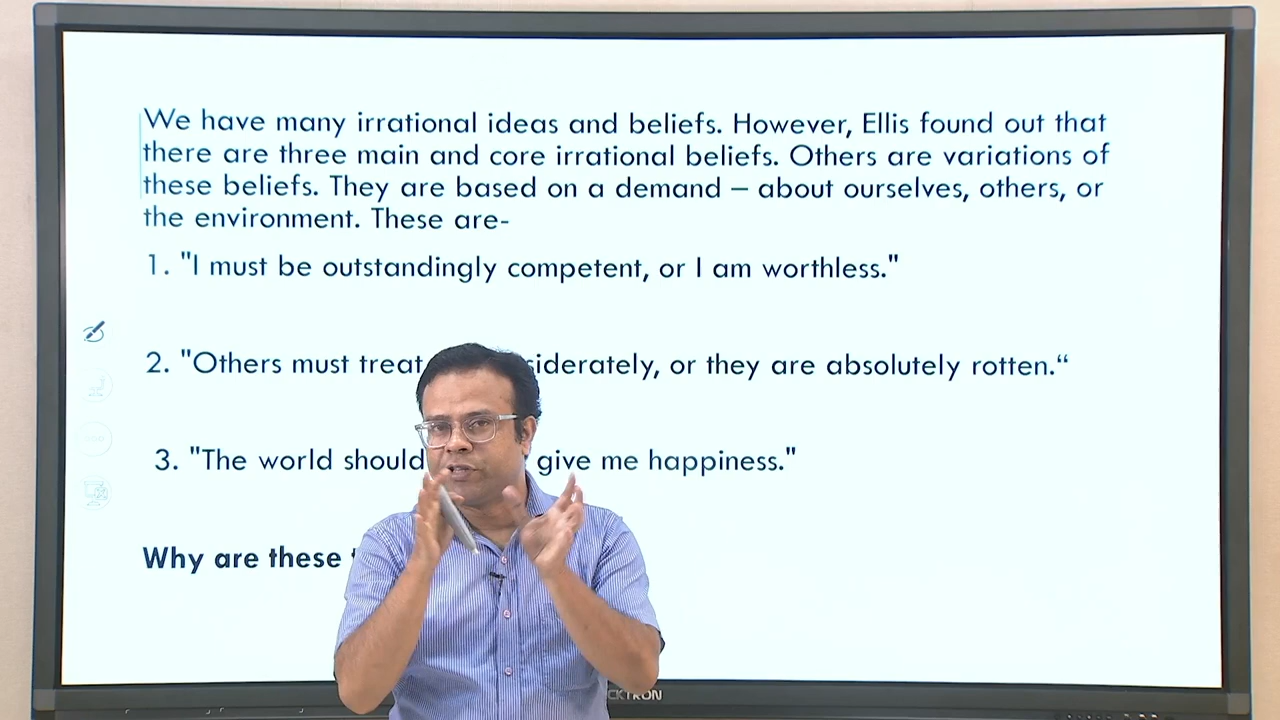 We have many irrational ideas and beliefs. However, Ellis found out that
there are three main and core irrational beliefs. Others are variations of
these beliefs. They are based on a demand – about ourselves, others, or
the environment. These are-
1. "I must be outstandingly competent, or I am worthless."
2. "Others must treat siderately, or they are absolutely rotten.“
3. "The world should give me happiness."
Why are these
CKTRON